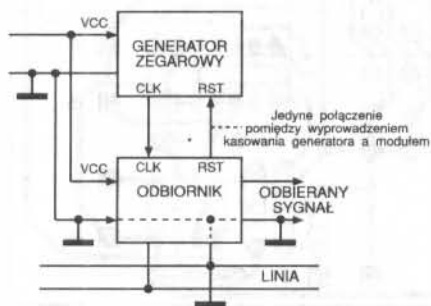 VCC
GENERATOR
ZEGAROWY
CLK RST
Jedyne połączenie
pomiędzy wyprowadzeniem
kasowania generatora a modułem
VCC
CLK RST
ODBIORNIK
ODBIERANY
SYGNAŁ
LINIA